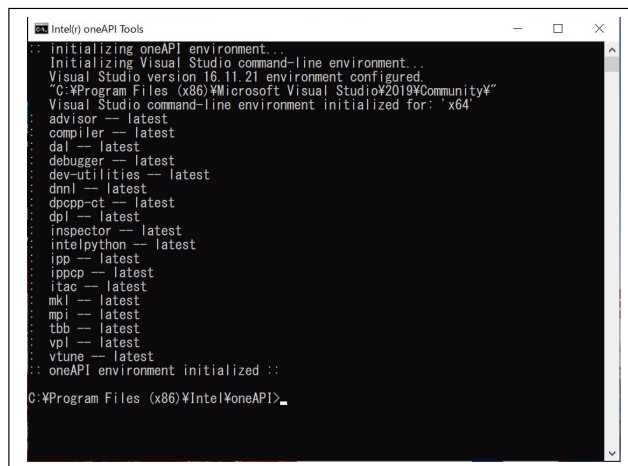 Intel(r) oneAPI Tools
:: initializing oneAPI environment...
Initializing Visual Studio command-line environment...
Visual Studio version 16.11.21 environment configured.
"C:¥Program Files (x86)¥Microsoft Visual Studio¥2019¥Community¥"
Visual Studio command-line environment initialized for: 'x64'
: advisor -- latest
: compiler -- latest
: dal -- latest
: debugger -- latest
: dev-utilities -- latest
: dnnl -- latest
: dpcpp-ct -- latest
: dpl -- latest
: inspector -- latest
: intelpython -- latest
: ipp -- latest
: ippcp -- latest
: itac -- latest
: mkl -- latest
: mpi -- latest
: tbb -- latest
: vpl -- latest
: vtune -- latest
:: oneAPI environment initialized ::
C:¥Program Files (x86)¥Intel¥oneAPI>